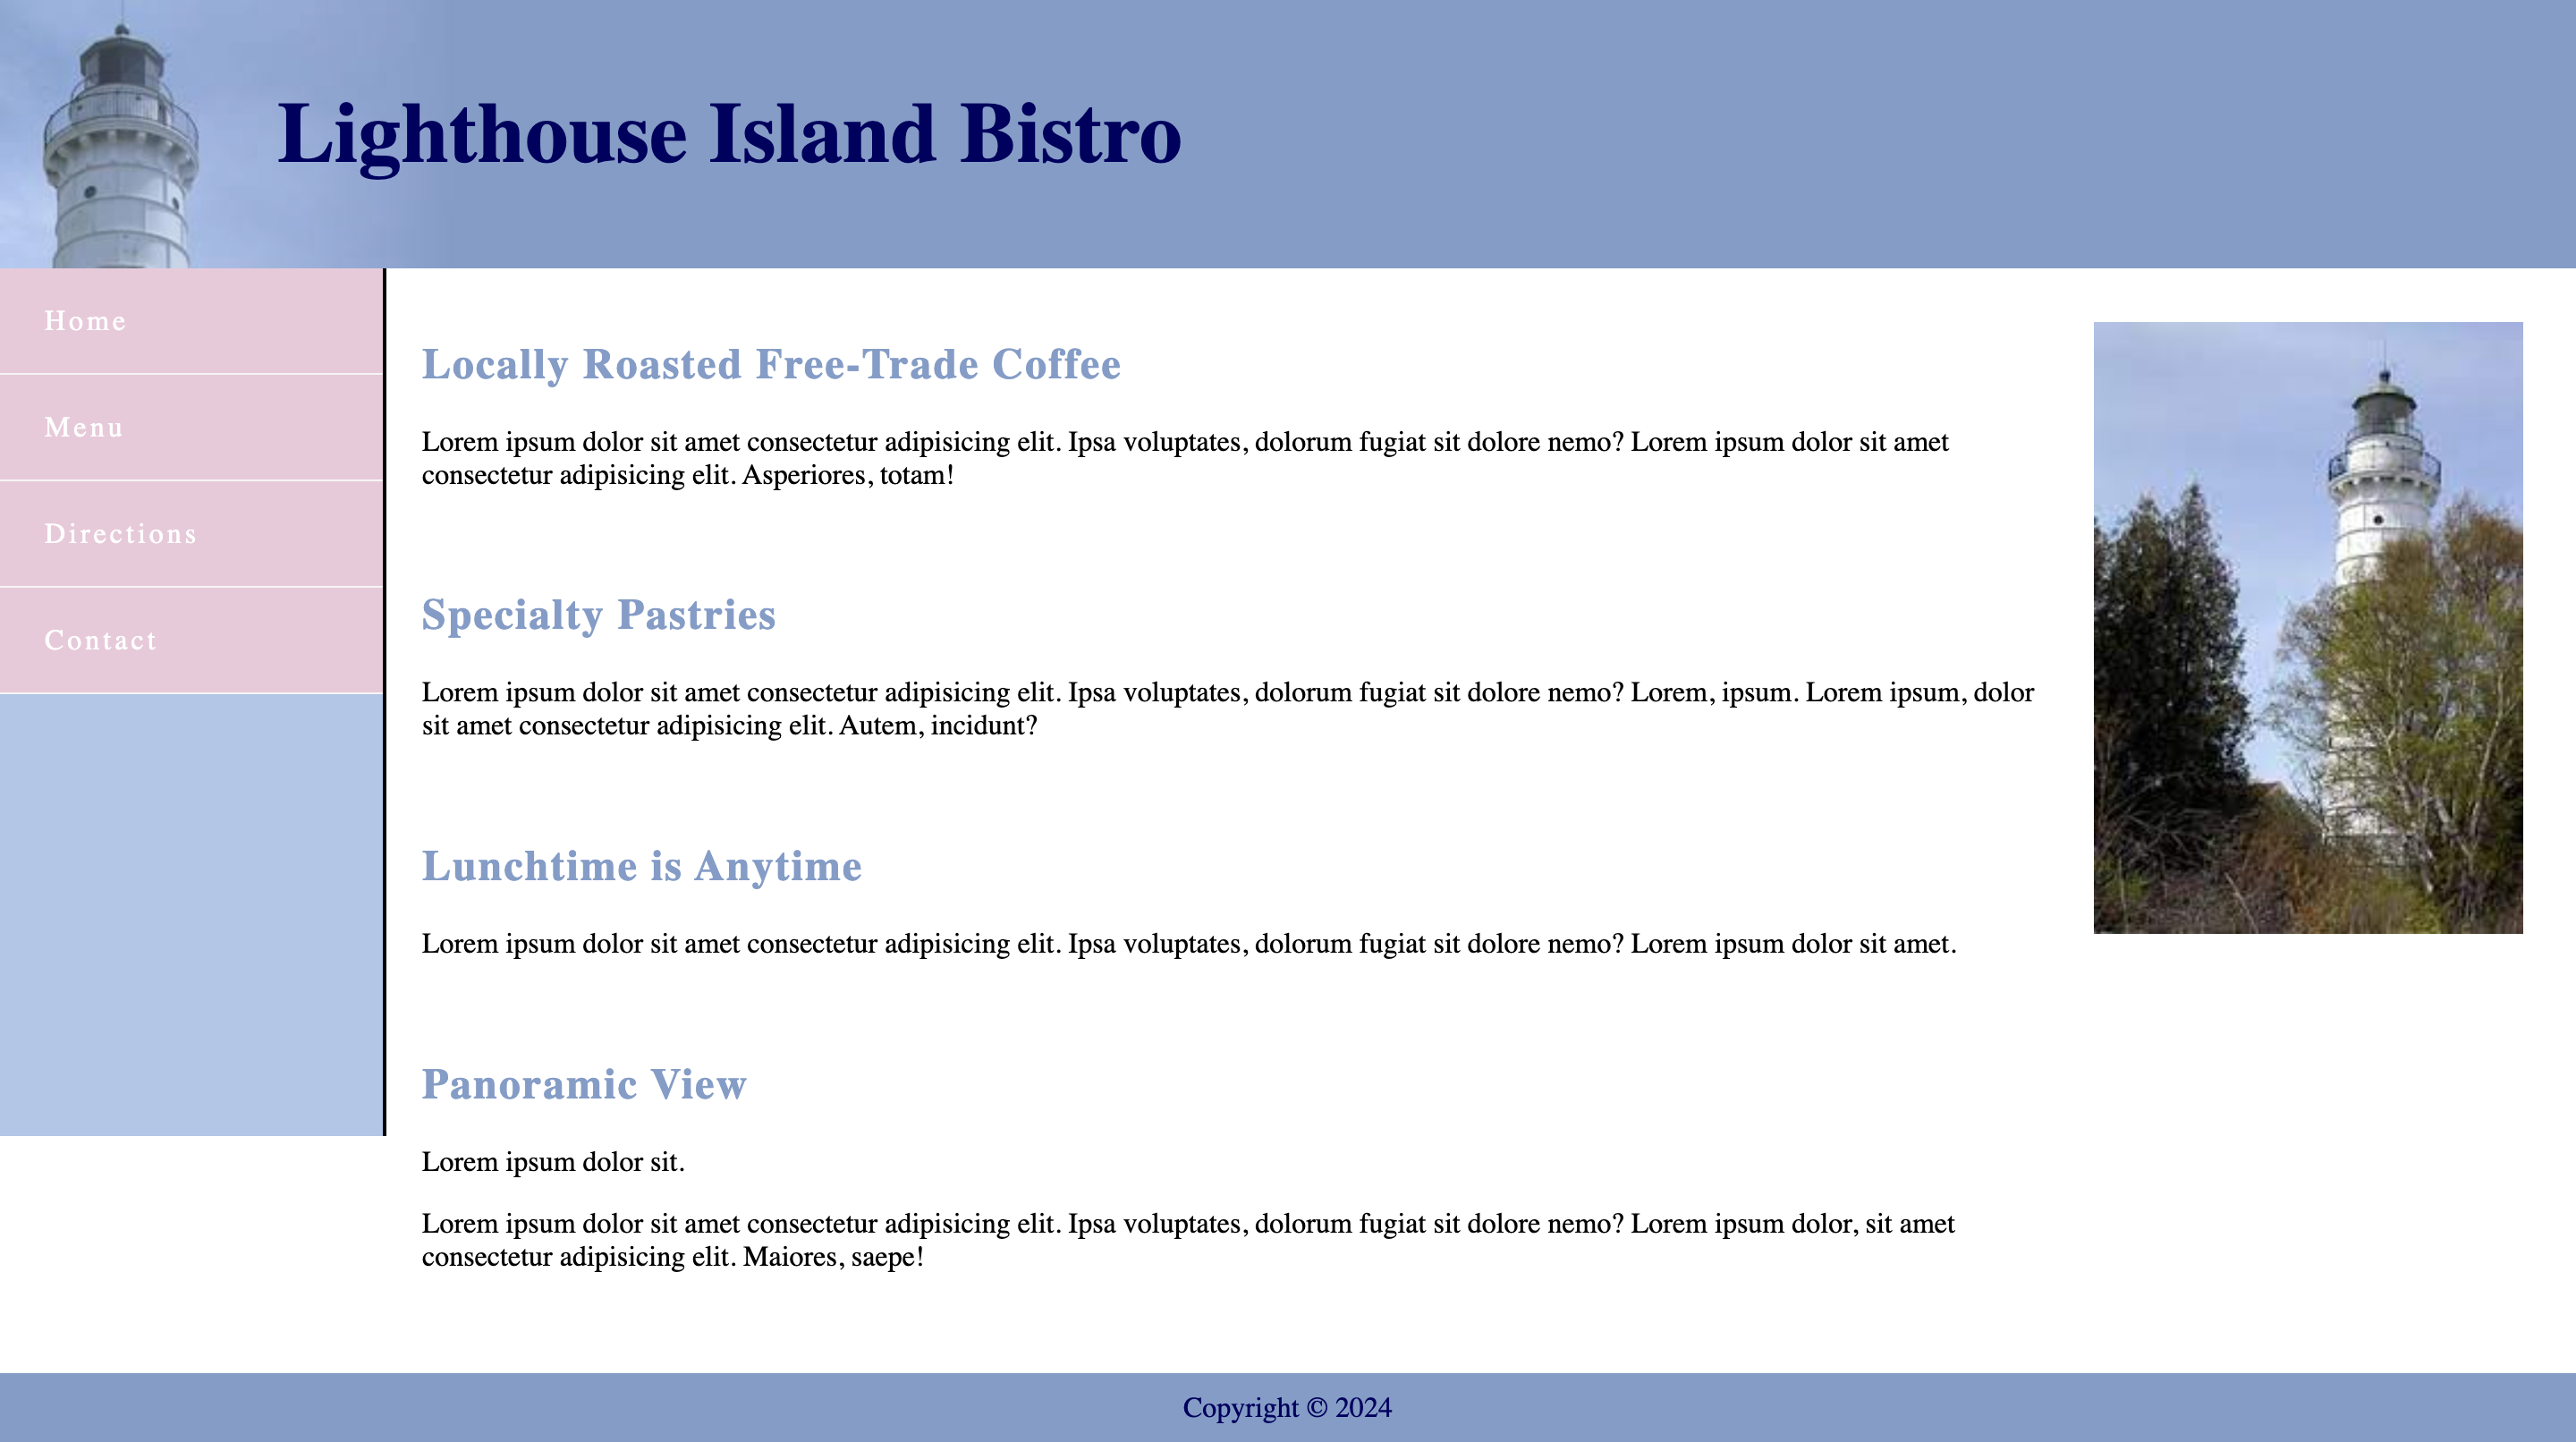 Lighthouse Island Bistro
Home
Menu
Directions
Contact
Locally Roasted Free-Trade Coffee
Lorem ipsum dolor sit amet consectetur adipisicing elit. Ipsa voluptates, dolorum fugiat sit dolore nemo? Lorem ipsum dolor sit amet
consectetur adipisicing elit. Asperiores, totam!
Specialty Pastries
Lorem ipsum dolor sit amet consectetur adipisicing elit. Ipsa voluptates, dolorum fugiat sit dolore nemo? Lorem, ipsum. Lorem ipsum, dolor
sit amet consectetur adipisicing elit. Autem, incidunt?
Lunchtime is Anytime
Lorem ipsum dolor sit amet consectetur adipisicing elit. Ipsa voluptates, dolorum fugiat sit dolore nemo? Lorem ipsum dolor sit amet.
Panoramic View
Lorem ipsum dolor sit.
Lorem ipsum dolor sit amet consectetur adipisicing elit. Ipsa voluptates, dolorum fugiat sit dolore nemo? Lorem ipsum dolor, sit amet
consectetur adipisicing elit. Maiores, saepe!
Copyright © 2024